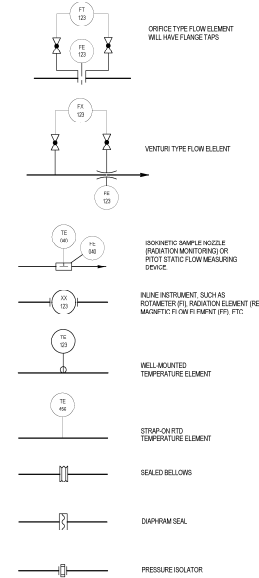 FT
123
ORIFICE TYPE FLOW ELEMENT
WILL HAVE FLANGE TAPS
FE
123
FX
123
VENTURI TYPE FLOW ELELENT
FE
123
TE
040
FE
040
ISOKINETIC SAMPLE NOZZLE
(RADIATION MONITORING) OR
PITOT STATIC FLOW MEASURING
DEVICE.
XX
123
INLINE INSTRUMENT, SUCH AS
ROTAMETER (FI), RADIATION ELEMENT (RE
MAGNETIC FLOW ELEMENT (FE), ETC.
TE
123
WELL-MOUNTED
TEMPERATURE ELEMENT
TE
456
STRAP-ON RTD
TEMPERATURE ELEMENT
SEALED BELLOWS
DIAPHRAM SEAL
PRESSURE ISOLATOR